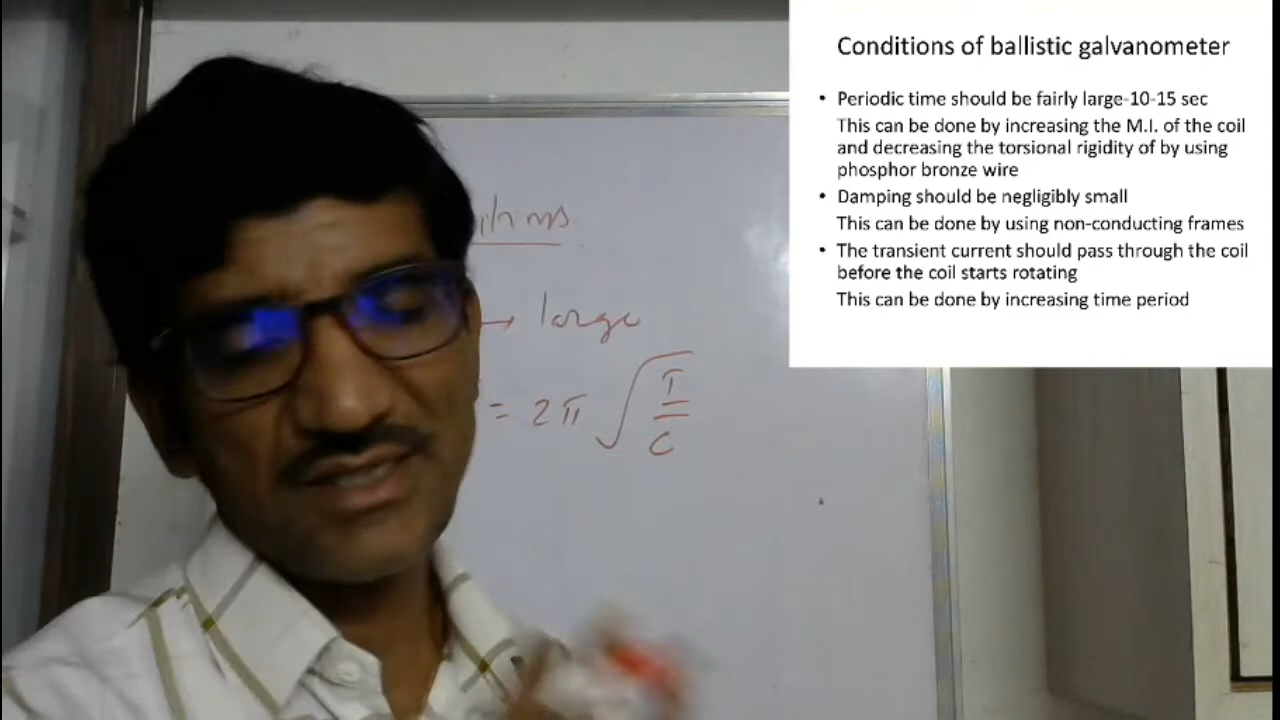 Conditions of ballistic galvanometer
• Periodic time should be fairly large-10-15 sec
This can be done by increasing the M.I. of the coil
and decreasing the torsional rigidity of by using
phosphor bronze wire
• Damping should be negligibly small
This can be done by using non-conducting frames
• The transient current should pass through the coil
before the coil starts rotating
This can be done by increasing time period
→ large
= 2π √(I/C)